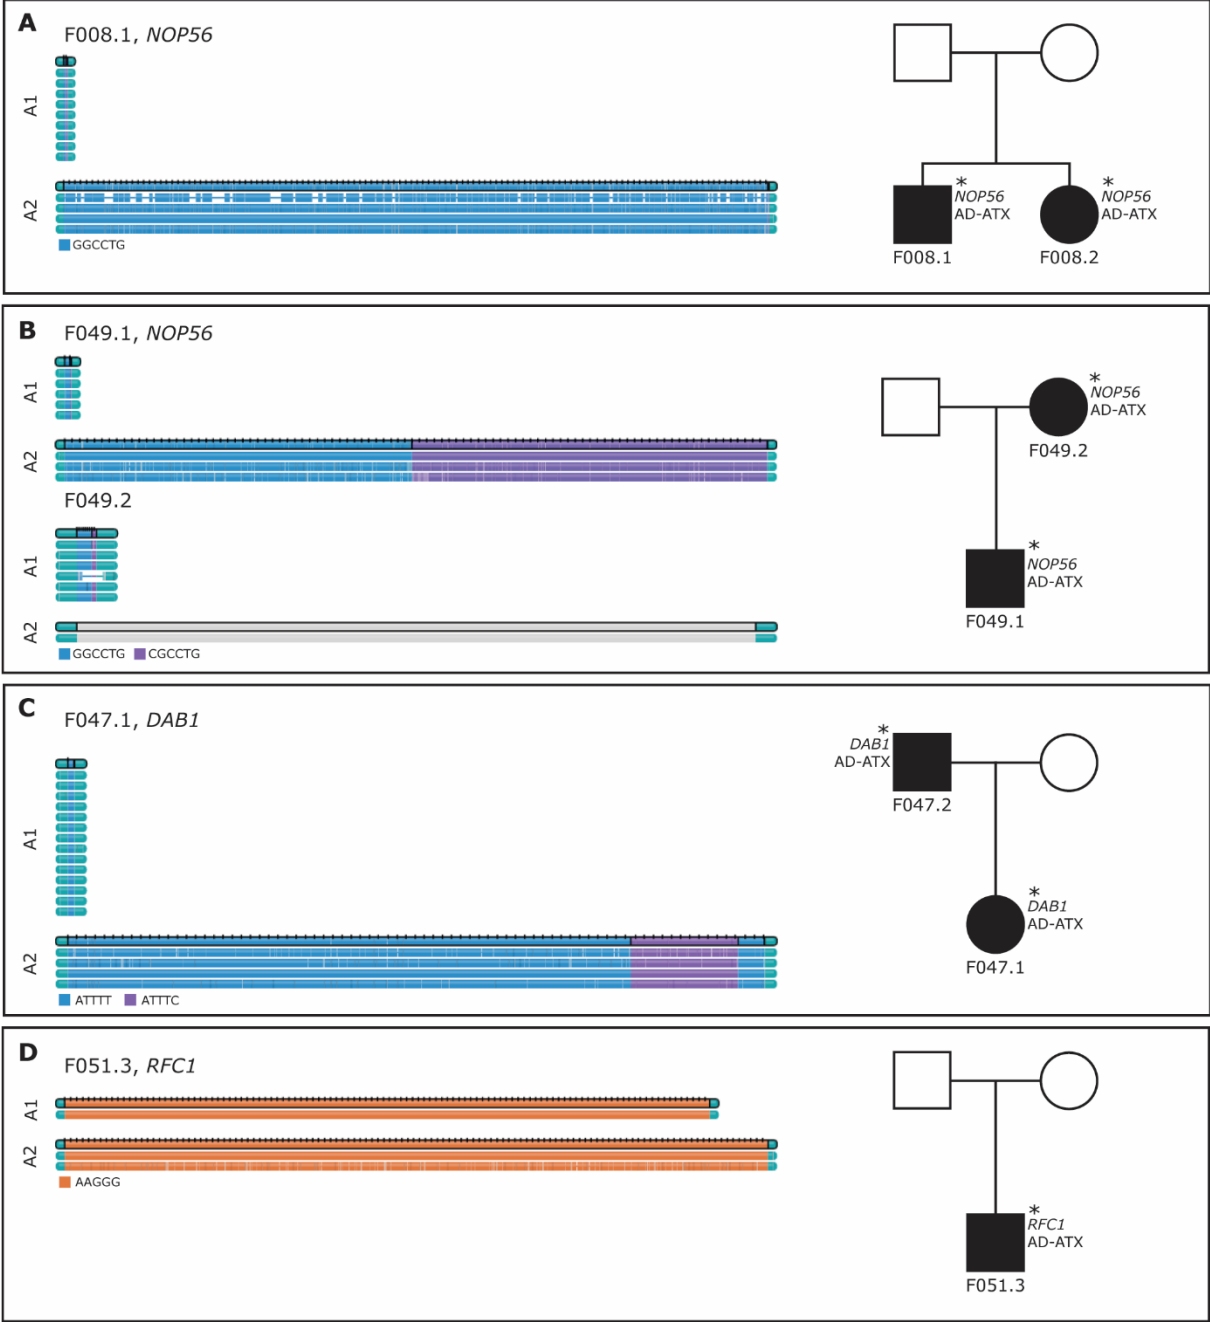 A
F008.1, NOP56
A1
A2
GGCCTG
*
NOP56
AD-ATX
F008.1
*
NOP56
AD-ATX
F008.2
B
F049.1, NOP56
A1
A2
F049.2
A1
A2
GGCCTG CGCCTG
*
NOP56
AD-ATX
F049.2
*
NOP56
AD-ATX
F049.1
C
F047.1, DAB1
A1
A2
ATTTT ATTTC
*
DAB1
AD-ATX
F047.2
*
DAB1
AD-ATX
F047.1
D
F051.3, RFC1
A1
A2
AAGGG
*
RFC1
AD-ATX
F051.3